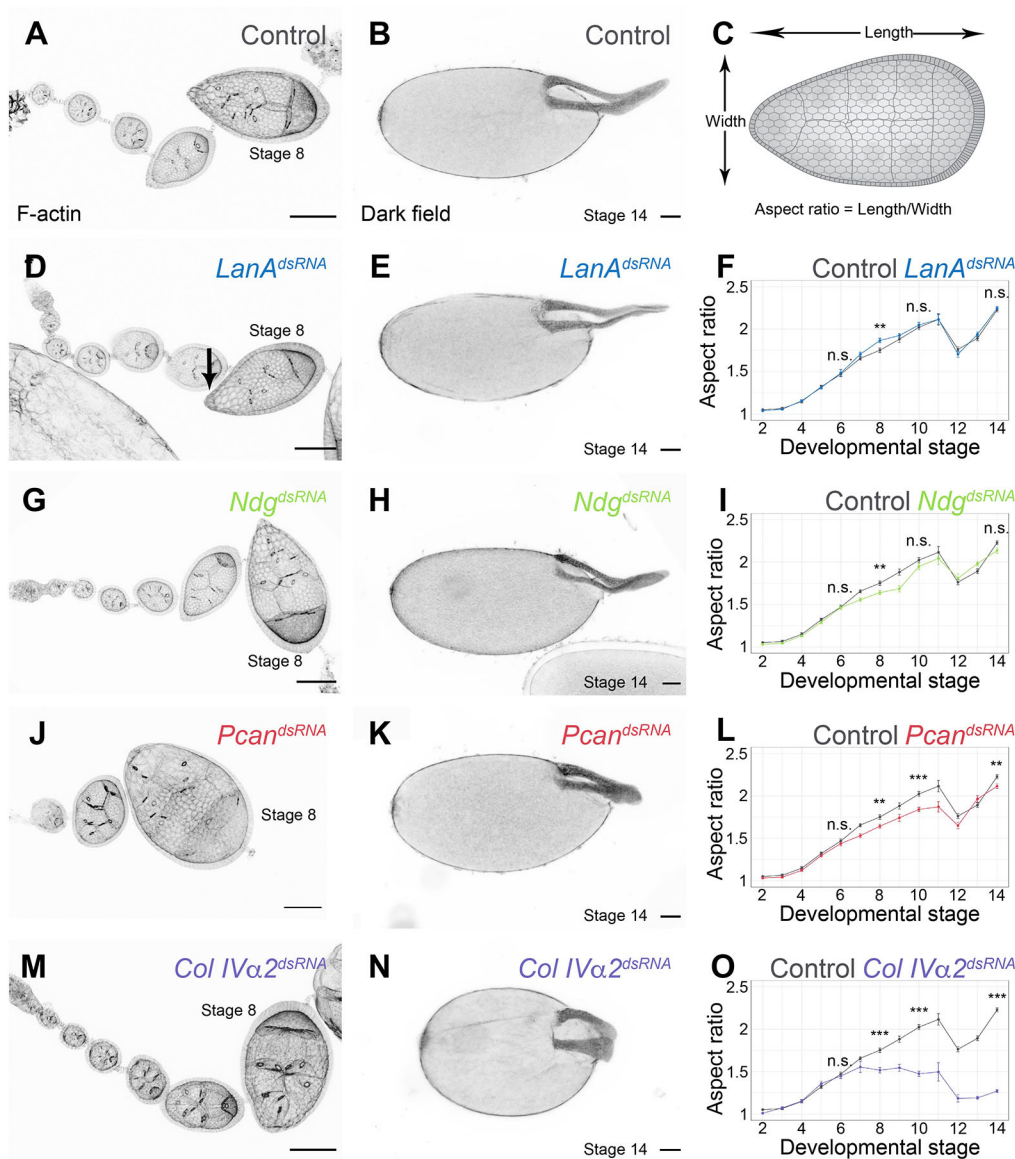 A Control
Stage 8
F-actin
B Control
Dark field
Stage 14
C
Length
Width
Aspect ratio = Length/Width
D LanA^dsRNA
Stage 8
E LanA^dsRNA
Stage 14
F Control LanA^dsRNA
2.5
2
1.5
1
Aspect ratio
n.s.
**
n.s.
n.s.
2 4 6 8 10 12 14
Developmental stage
G Ndg^dsRNA
Stage 8
H Ndg^dsRNA
Stage 14
I Control Ndg^dsRNA
2.5
2
1.5
1
Aspect ratio
n.s.
**
n.s.
n.s.
2 4 6 8 10 12 14
Developmental stage
J Pcan^dsRNA
Stage 8
K Pcan^dsRNA
Stage 14
L Control Pcan^dsRNA
2.5
2
1.5
1
Aspect ratio
n.s.
**
***
**
2 4 6 8 10 12 14
Developmental stage
M Col IVα2^dsRNA
Stage 8
N Col IVα2^dsRNA
Stage 14
O Control Col IVα2^dsRNA
2.5
2
1.5
1
Aspect ratio
n.s.
***
***
***
2 4 6 8 10 12 14
Developmental stage